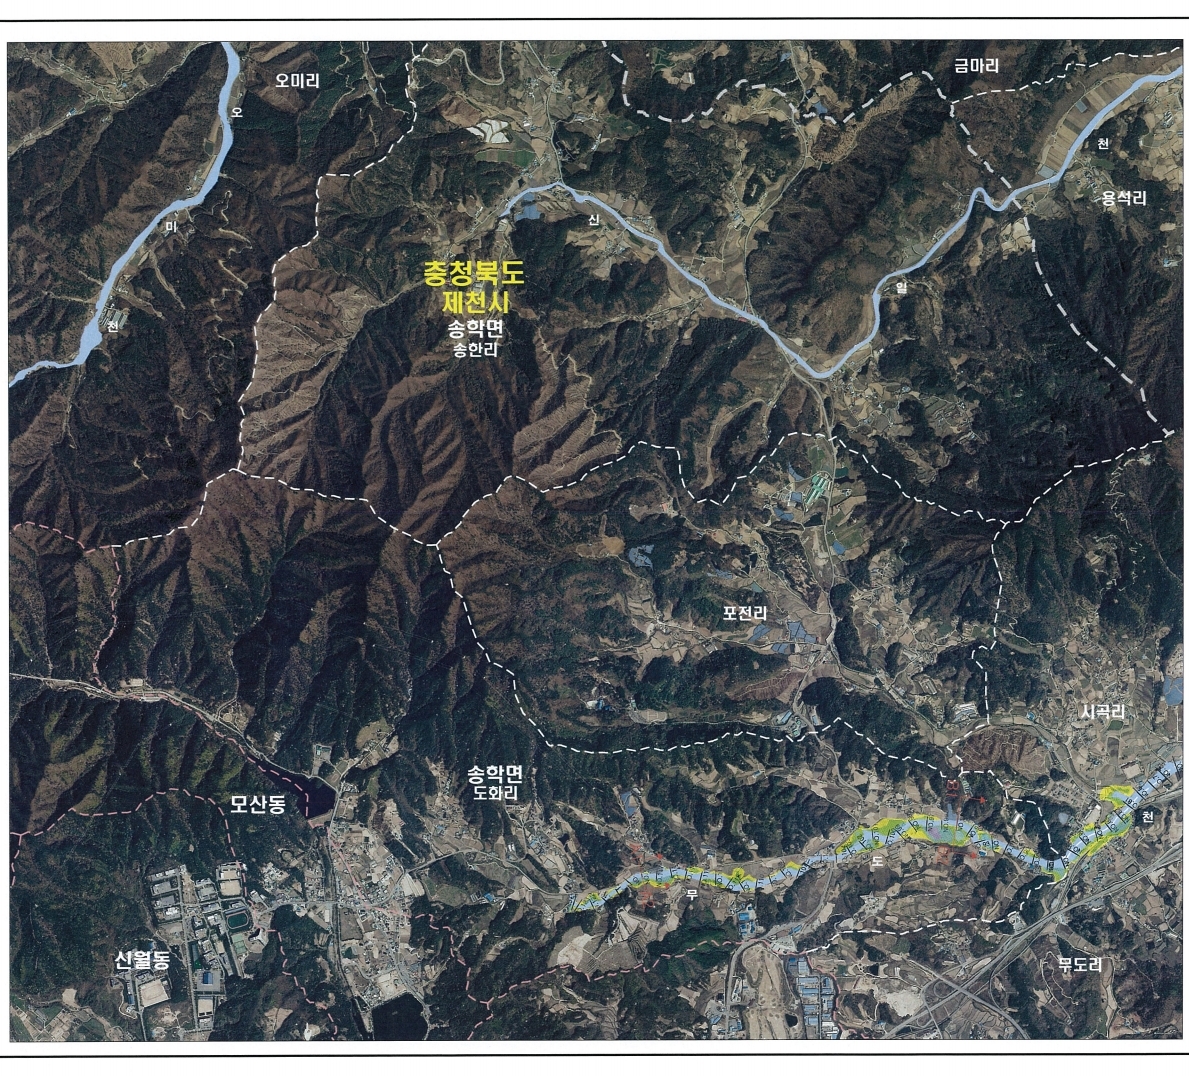 금마리
오미리
오
천
용석리
미
신
충청북도
제천시
송학면
송한리
일
천
포전리
시곡리
송학면
도화리
모산동
천
도
무
신월동
무도리